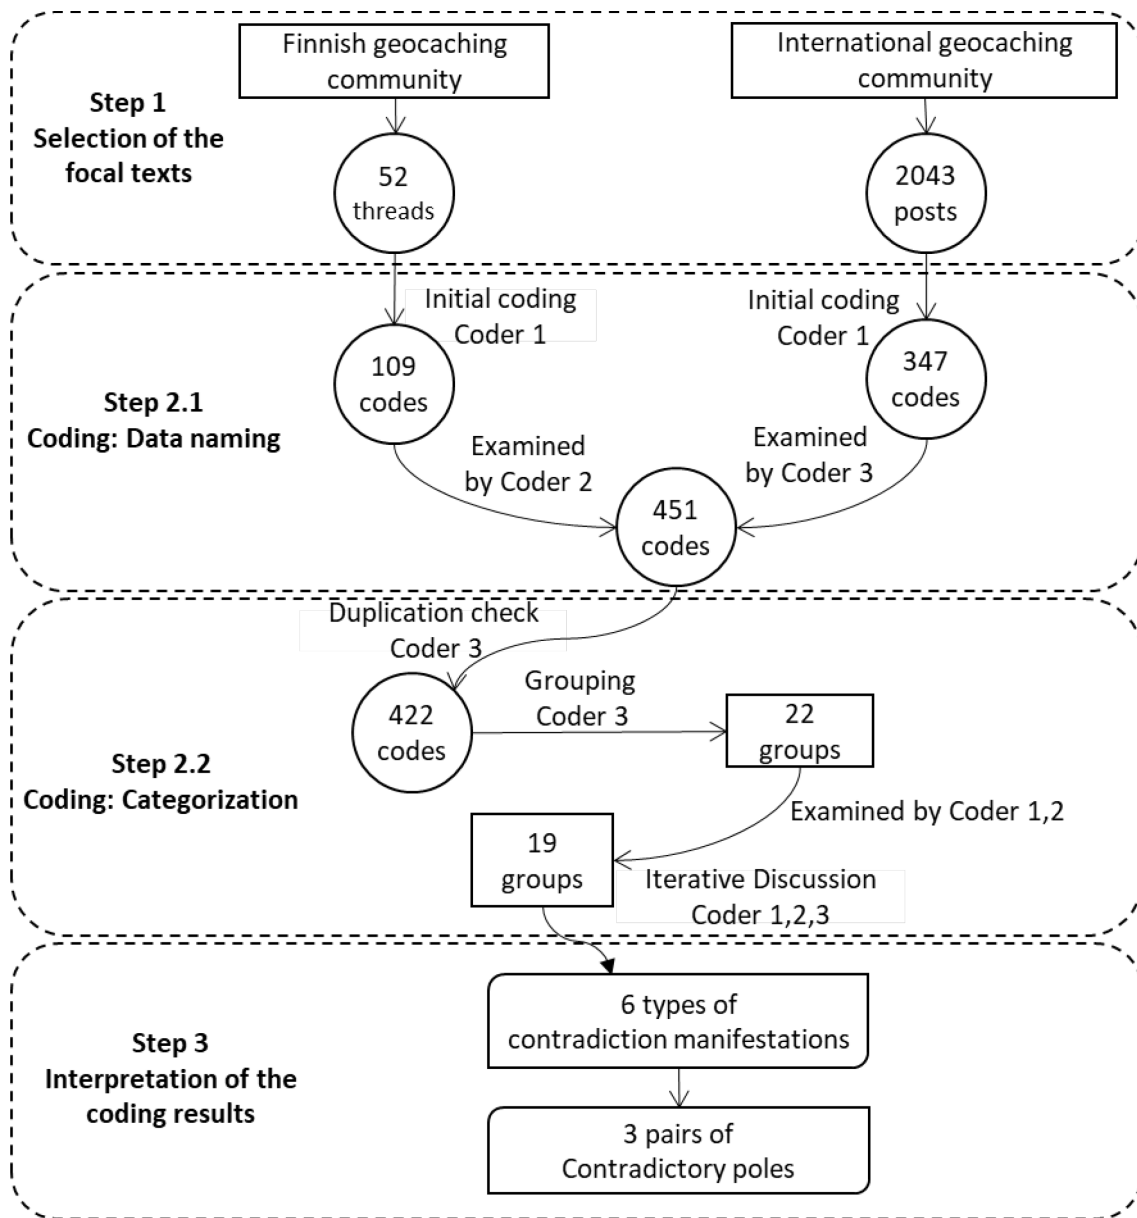 Step 1
Selection of the
focal texts
Finnish geocaching
community
International geocaching
community
52
threads
2043
posts
Step 2.1
Coding: Data naming
Initial coding
Coder 1
Initial coding
Coder 1
109
codes
347
codes
Examined
by Coder 2
Examined
by Coder 3
451
codes
Step 2.2
Coding: Categorization
Duplication check
Coder 3
422
codes
Grouping
Coder 3
22
groups
Examined by Coder 1,2
19
groups
Iterative Discussion
Coder 1,2,3
Step 3
Interpretation of the
coding results
6 types of
contradiction manifestations
3 pairs of
Contradictory poles